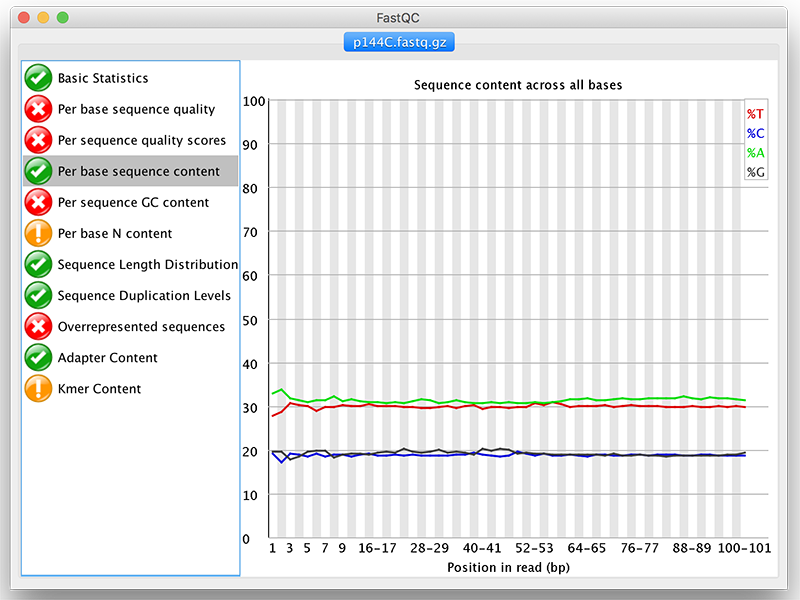 FastQC
p144C.fastq.gz
Basic Statistics
Per base sequence quality
Per sequence quality scores
Per base sequence content
Per sequence GC content
Per base N content
Sequence Length Distribution
Sequence Duplication Levels
Overrepresented sequences
Adapter Content
Kmer Content
Sequence content across all bases
%T
%C
%A
%G
100
90
80
70
60
50
40
30
20
10
0
1 3 5 7 9 16-17 28-29 40-41 52-53 64-65 76-77 88-89 100-101
Position in read (bp)